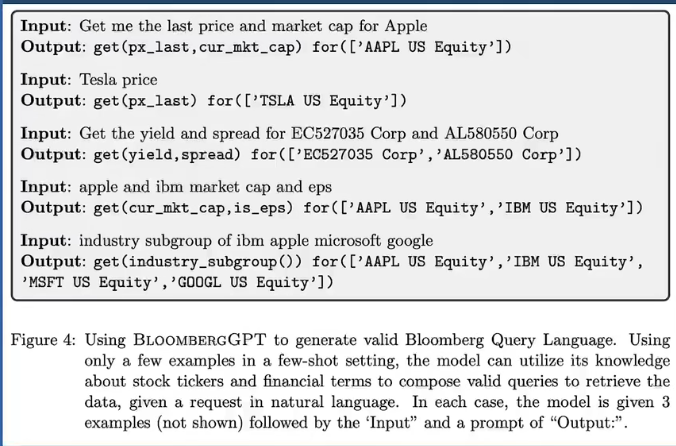 Input: Get me the last price and market cap for Apple
Output: get(px_last,cur_mkt_cap) for(['AAPL US Equity'])
Input: Tesla price
Output: get(px_last) for(['TSLA US Equity'])
Input: Get the yield and spread for EC527035 Corp and AL580550 Corp
Output: get(yield,spread) for(['EC527035 Corp','AL580550 Corp'])
Input: apple and ibm market cap and eps
Output: get(cur_mkt_cap,is_eps) for(['AAPL US Equity','IBM US Equity'])
Input: industry subgroup of ibm apple microsoft google
Output: get(industry_subgroup()) for(['AAPL US Equity','IBM US Equity',
'MSFT US Equity','GOOGL US Equity'])
Figure 4: Using BLOOMBERGGPT to generate valid Bloomberg Query Language. Using
only a few examples in a few-shot setting, the model can utilize its knowledge
about stock tickers and financial terms to compose valid queries to retrieve the
data, given a request in natural language. In each case, the model is given 3
examples (not shown) followed by the 'Input" and a prompt of "Output:".